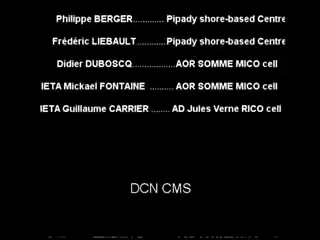 Philippe BERGER............. Pipady shore-based Centre
Frédéric LIEBAULT........... Pipady shore-based Centre
Didier DUBOSCQ..................AOR SOMME MICO cell
IETA Mickael FONTAINE .......... AOR SOMME MICO cell
IETA Guillaume CARRIER ........ AD Jules Verne RICO cell
DCN CMS